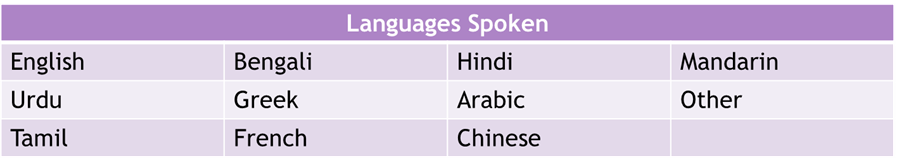 Languages Spoken
English Bengali Hindi Mandarin
Urdu Greek Arabic Other
Tamil French Chinese